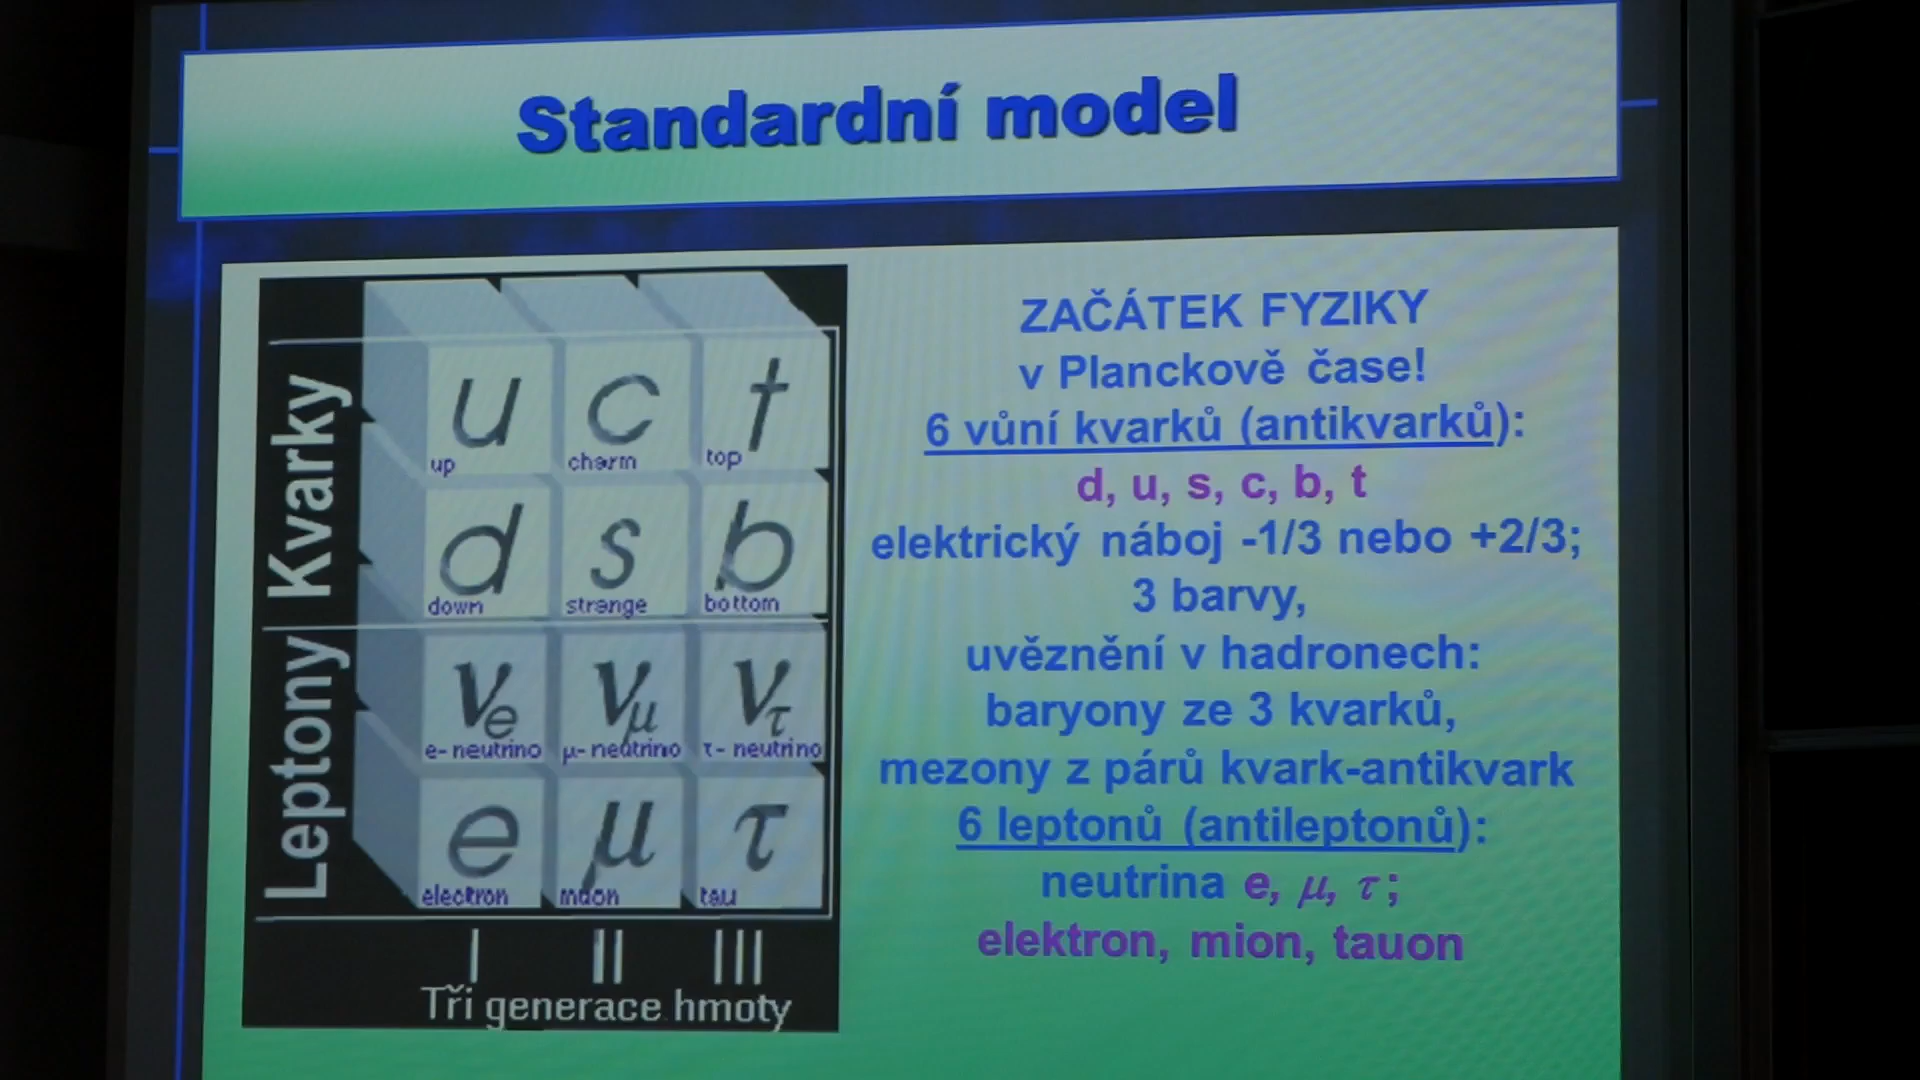 Standardní model
Kvarky
Leptony
u c t
up charm top
d s b
down strange bottom
νe νμ ντ
e- neutrino μ- neutrino τ- neutrino
e μ τ
electron muon tau
I II III
Tři generace hmoty
ZAČÁTEK FYZIKY
v Planckově čase!
6 vůní kvarků (antikvarků):
d, u, s, c, b, t
elektrický náboj -1/3 nebo +2/3;
3 barvy,
uvěznění v hadronech:
baryony ze 3 kvarků,
mezony z párů kvark-antikvark
6 leptonů (antileptonů):
neutrina e, μ, τ;
elektron, mion, tauon